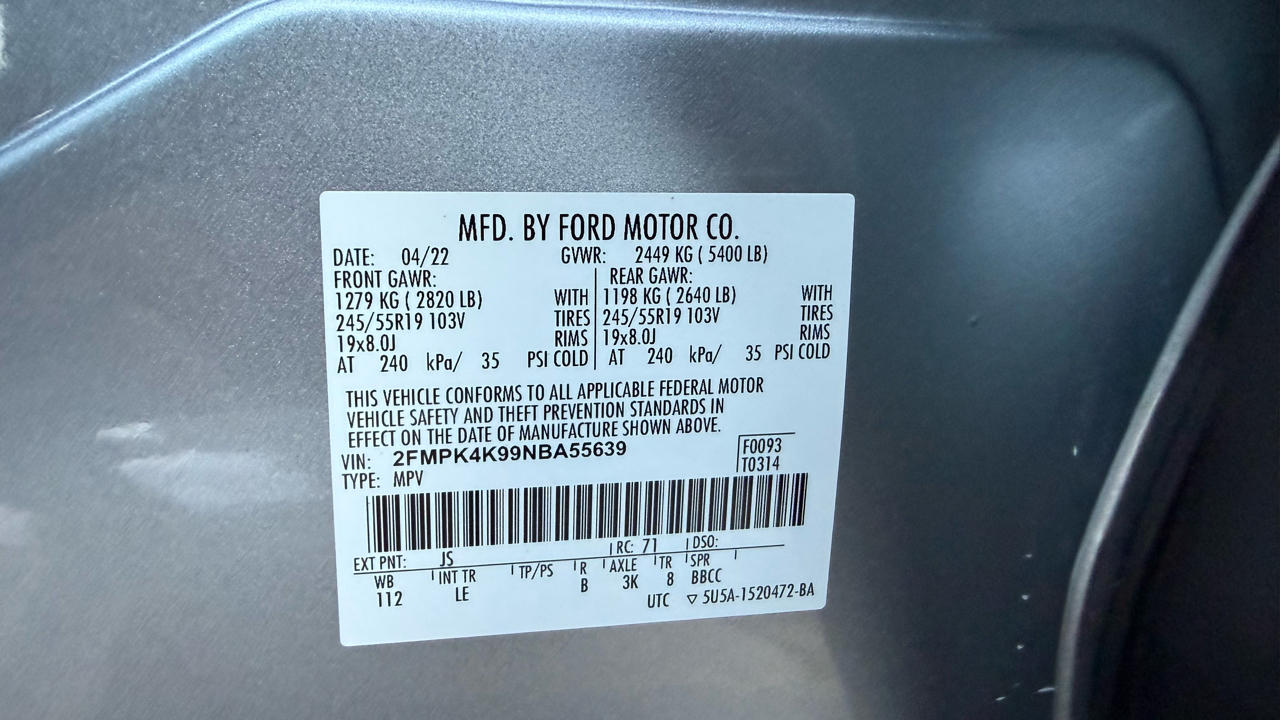 MFD. BY FORD MOTOR CO.
DATE: 04/22 GVWR: 2449 KG ( 5400 LB)
FRONT GAWR: REAR GAWR:
1279 KG ( 2820 LB) WITH 1198 KG ( 2640 LB) WITH
245/55R19 103V TIRES 245/55R19 103V TIRES
19x8.0J RIMS 19x8.0J RIMS
AT 240 kPa/ 35 PSI COLD AT 240 kPa/ 35 PSI COLD
THIS VEHICLE CONFORMS TO ALL APPLICABLE FEDERAL MOTOR
VEHICLE SAFETY AND THEFT PREVENTION STANDARDS IN
EFFECT ON THE DATE OF MANUFACTURE SHOWN ABOVE.
VIN: 2FMPK4K99NBA55639 F0093
TYPE: MPV T0314
EXT PNT: JS RC: 71 DSO:
WB INT TR TP/PS R AXLE TR SPR
112 LE B 3K 8 BBCC
UTC ▽ 5U5A-1520472-BA